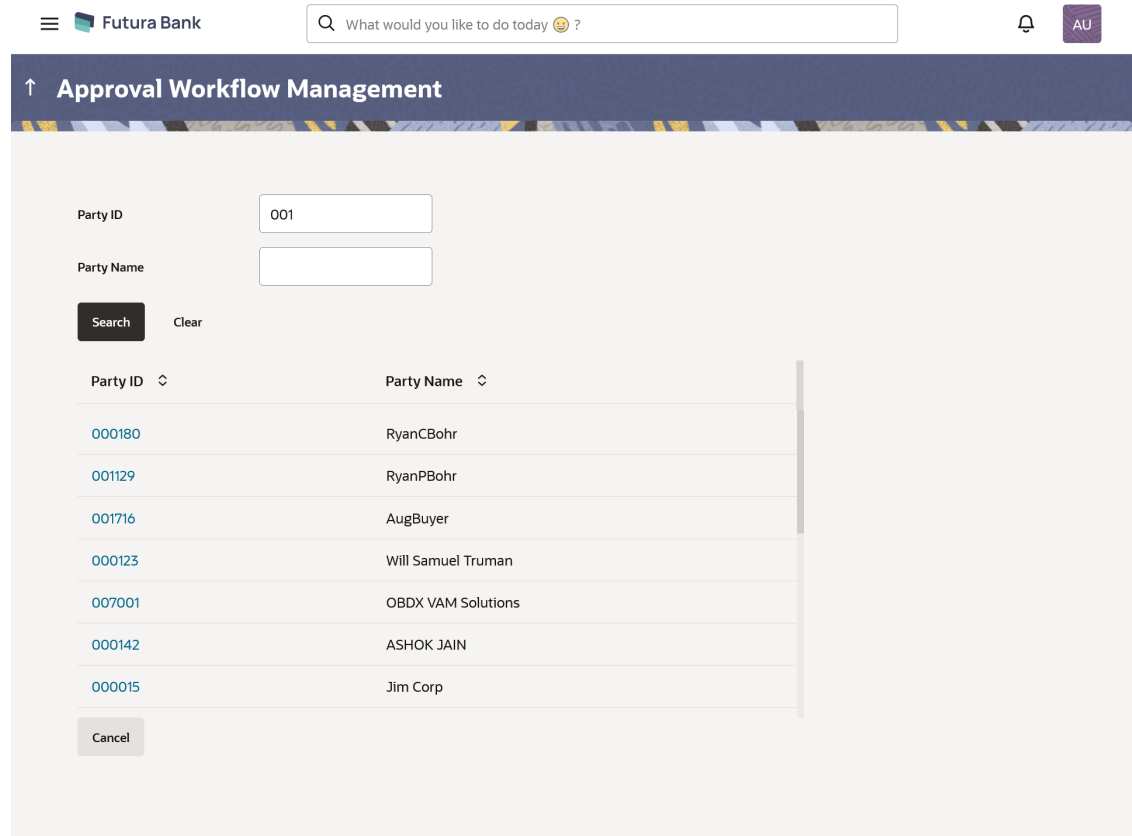 Futura Bank
What would you like to do today 😀 ?
AU
Approval Workflow Management
Party ID 001
Party Name
Search Clear
Party ID Party Name
000180 RyanCBohr
001129 RyanPBohr
001716 AugBuyer
000123 Will Samuel Truman
007001 OBDX VAM Solutions
000142 ASHOK JAIN
000015 Jim Corp
Cancel